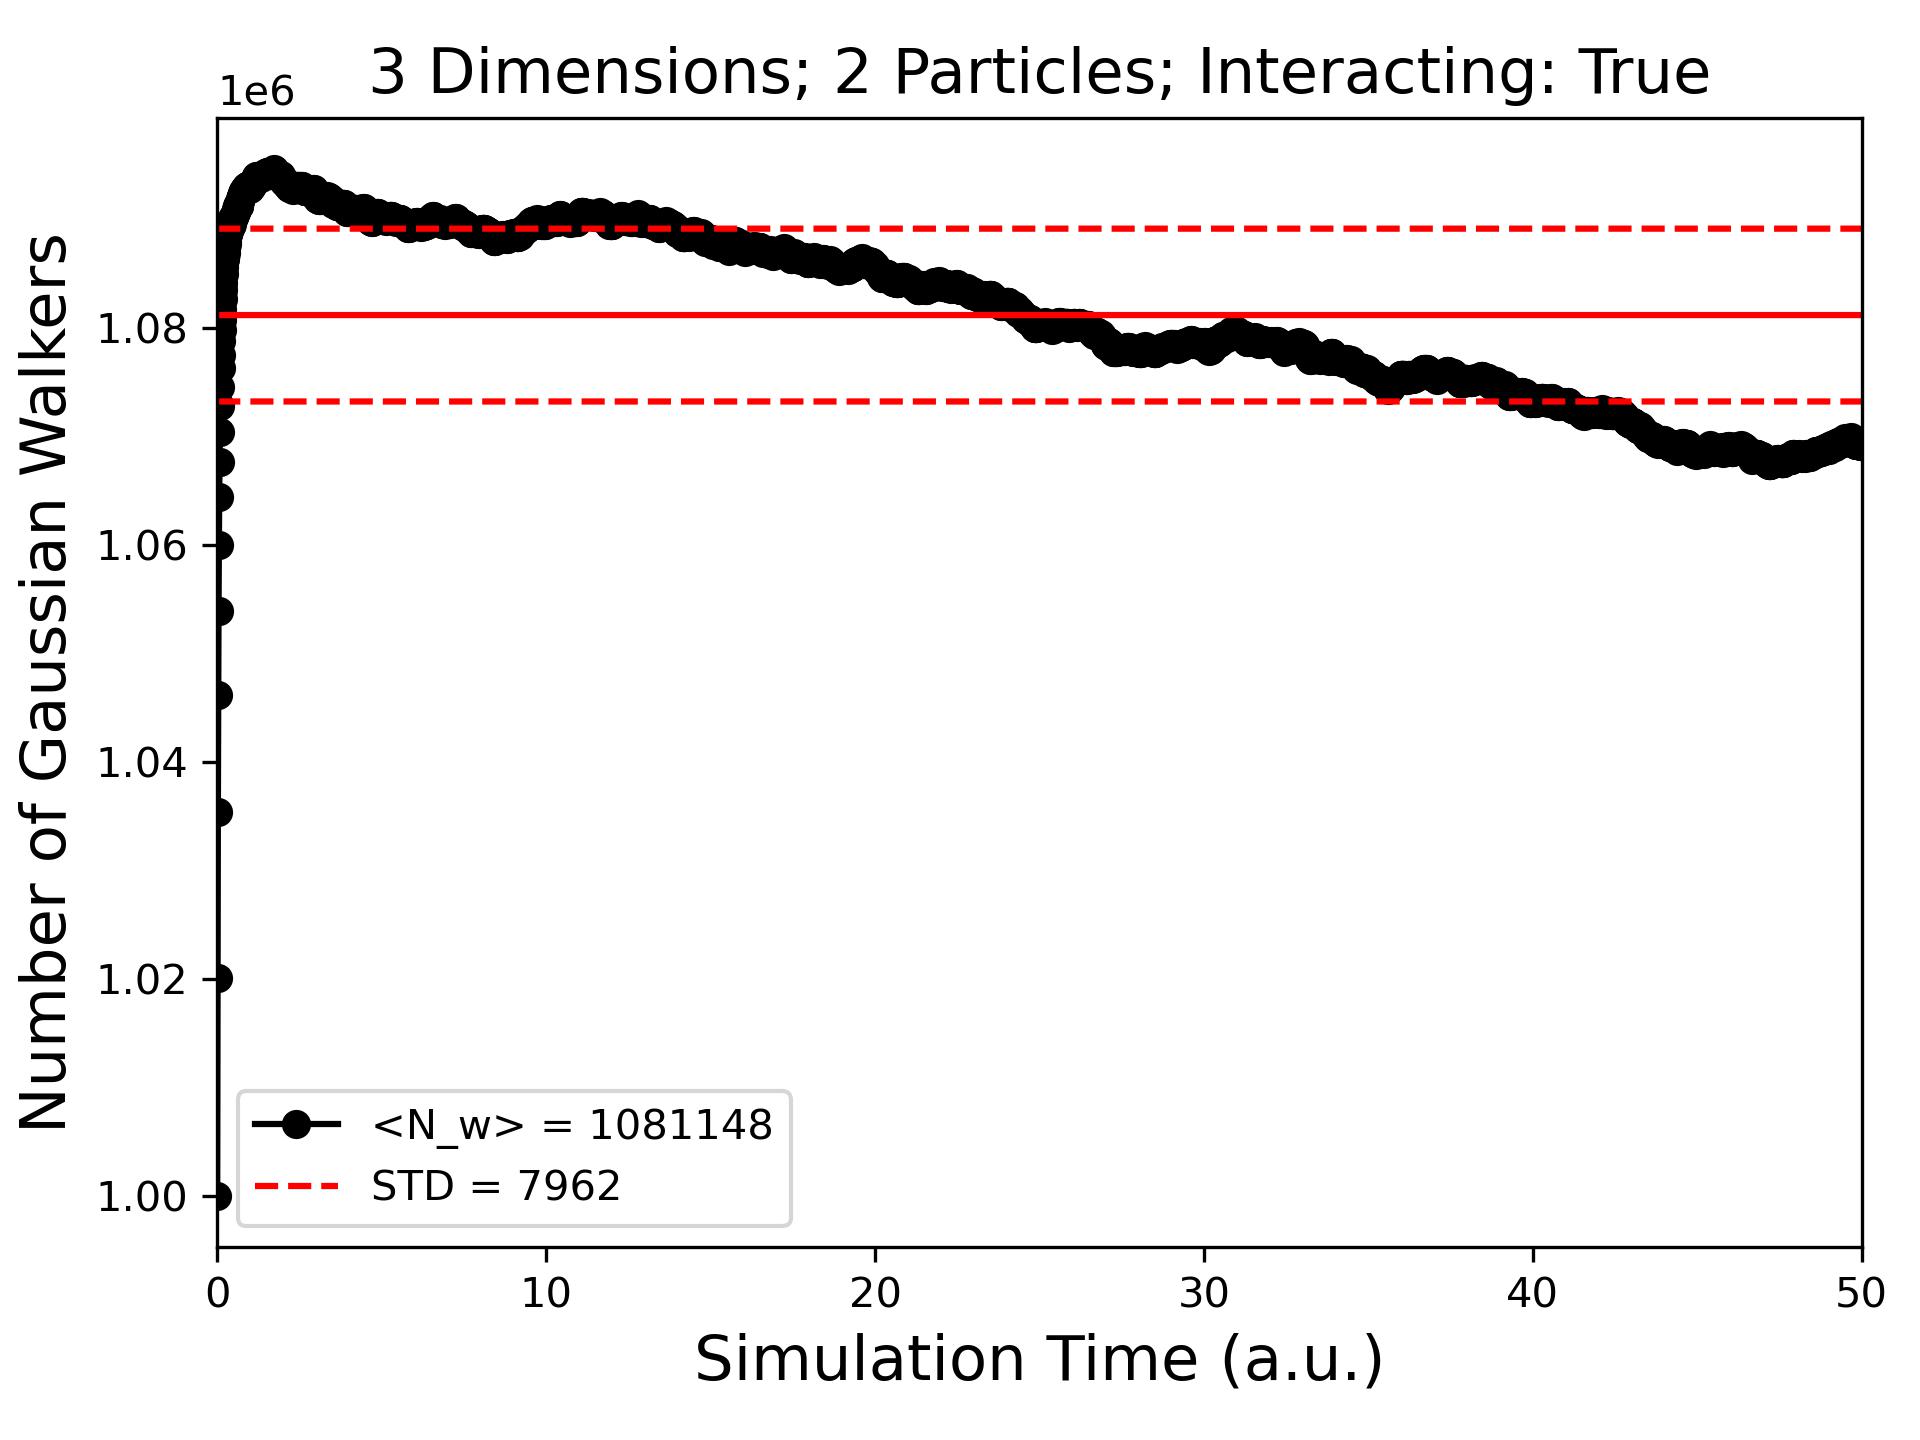 3 Dimensions; 2 Particles; Interacting: True
1e6
Number of Gaussian Walkers
1.08
1.06
1.04
1.02
1.00
<N_w> = 1081148
STD = 7962
0 10 20 30 40 50
Simulation Time (a.u.)